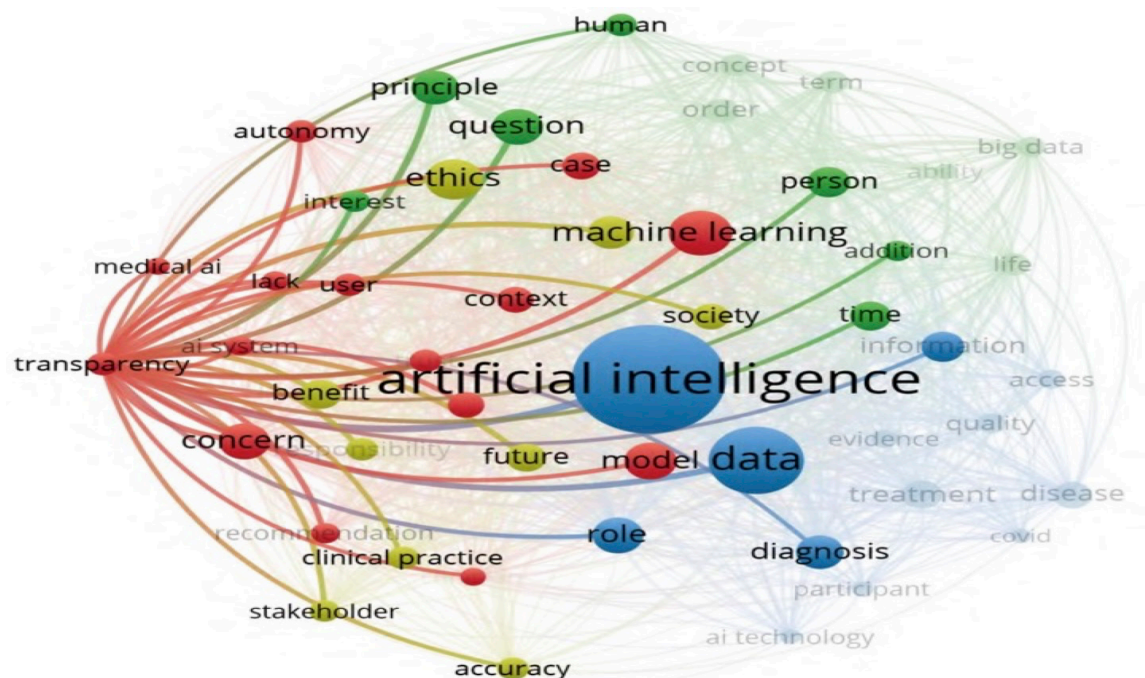 human
concept
term
principle
order
autonomy
question
big data
case
ethics
ability
person
interest
machine learning
addition
medical ai
life
lack
user
context
society
time
ai system
information
transparency
artificial intelligence
access
benefit
concern
quality
evidence
responsibility
future
model
data
treatment
disease
recommendation
role
covid
clinical practice
diagnosis
participant
stakeholder
ai technology
accuracy